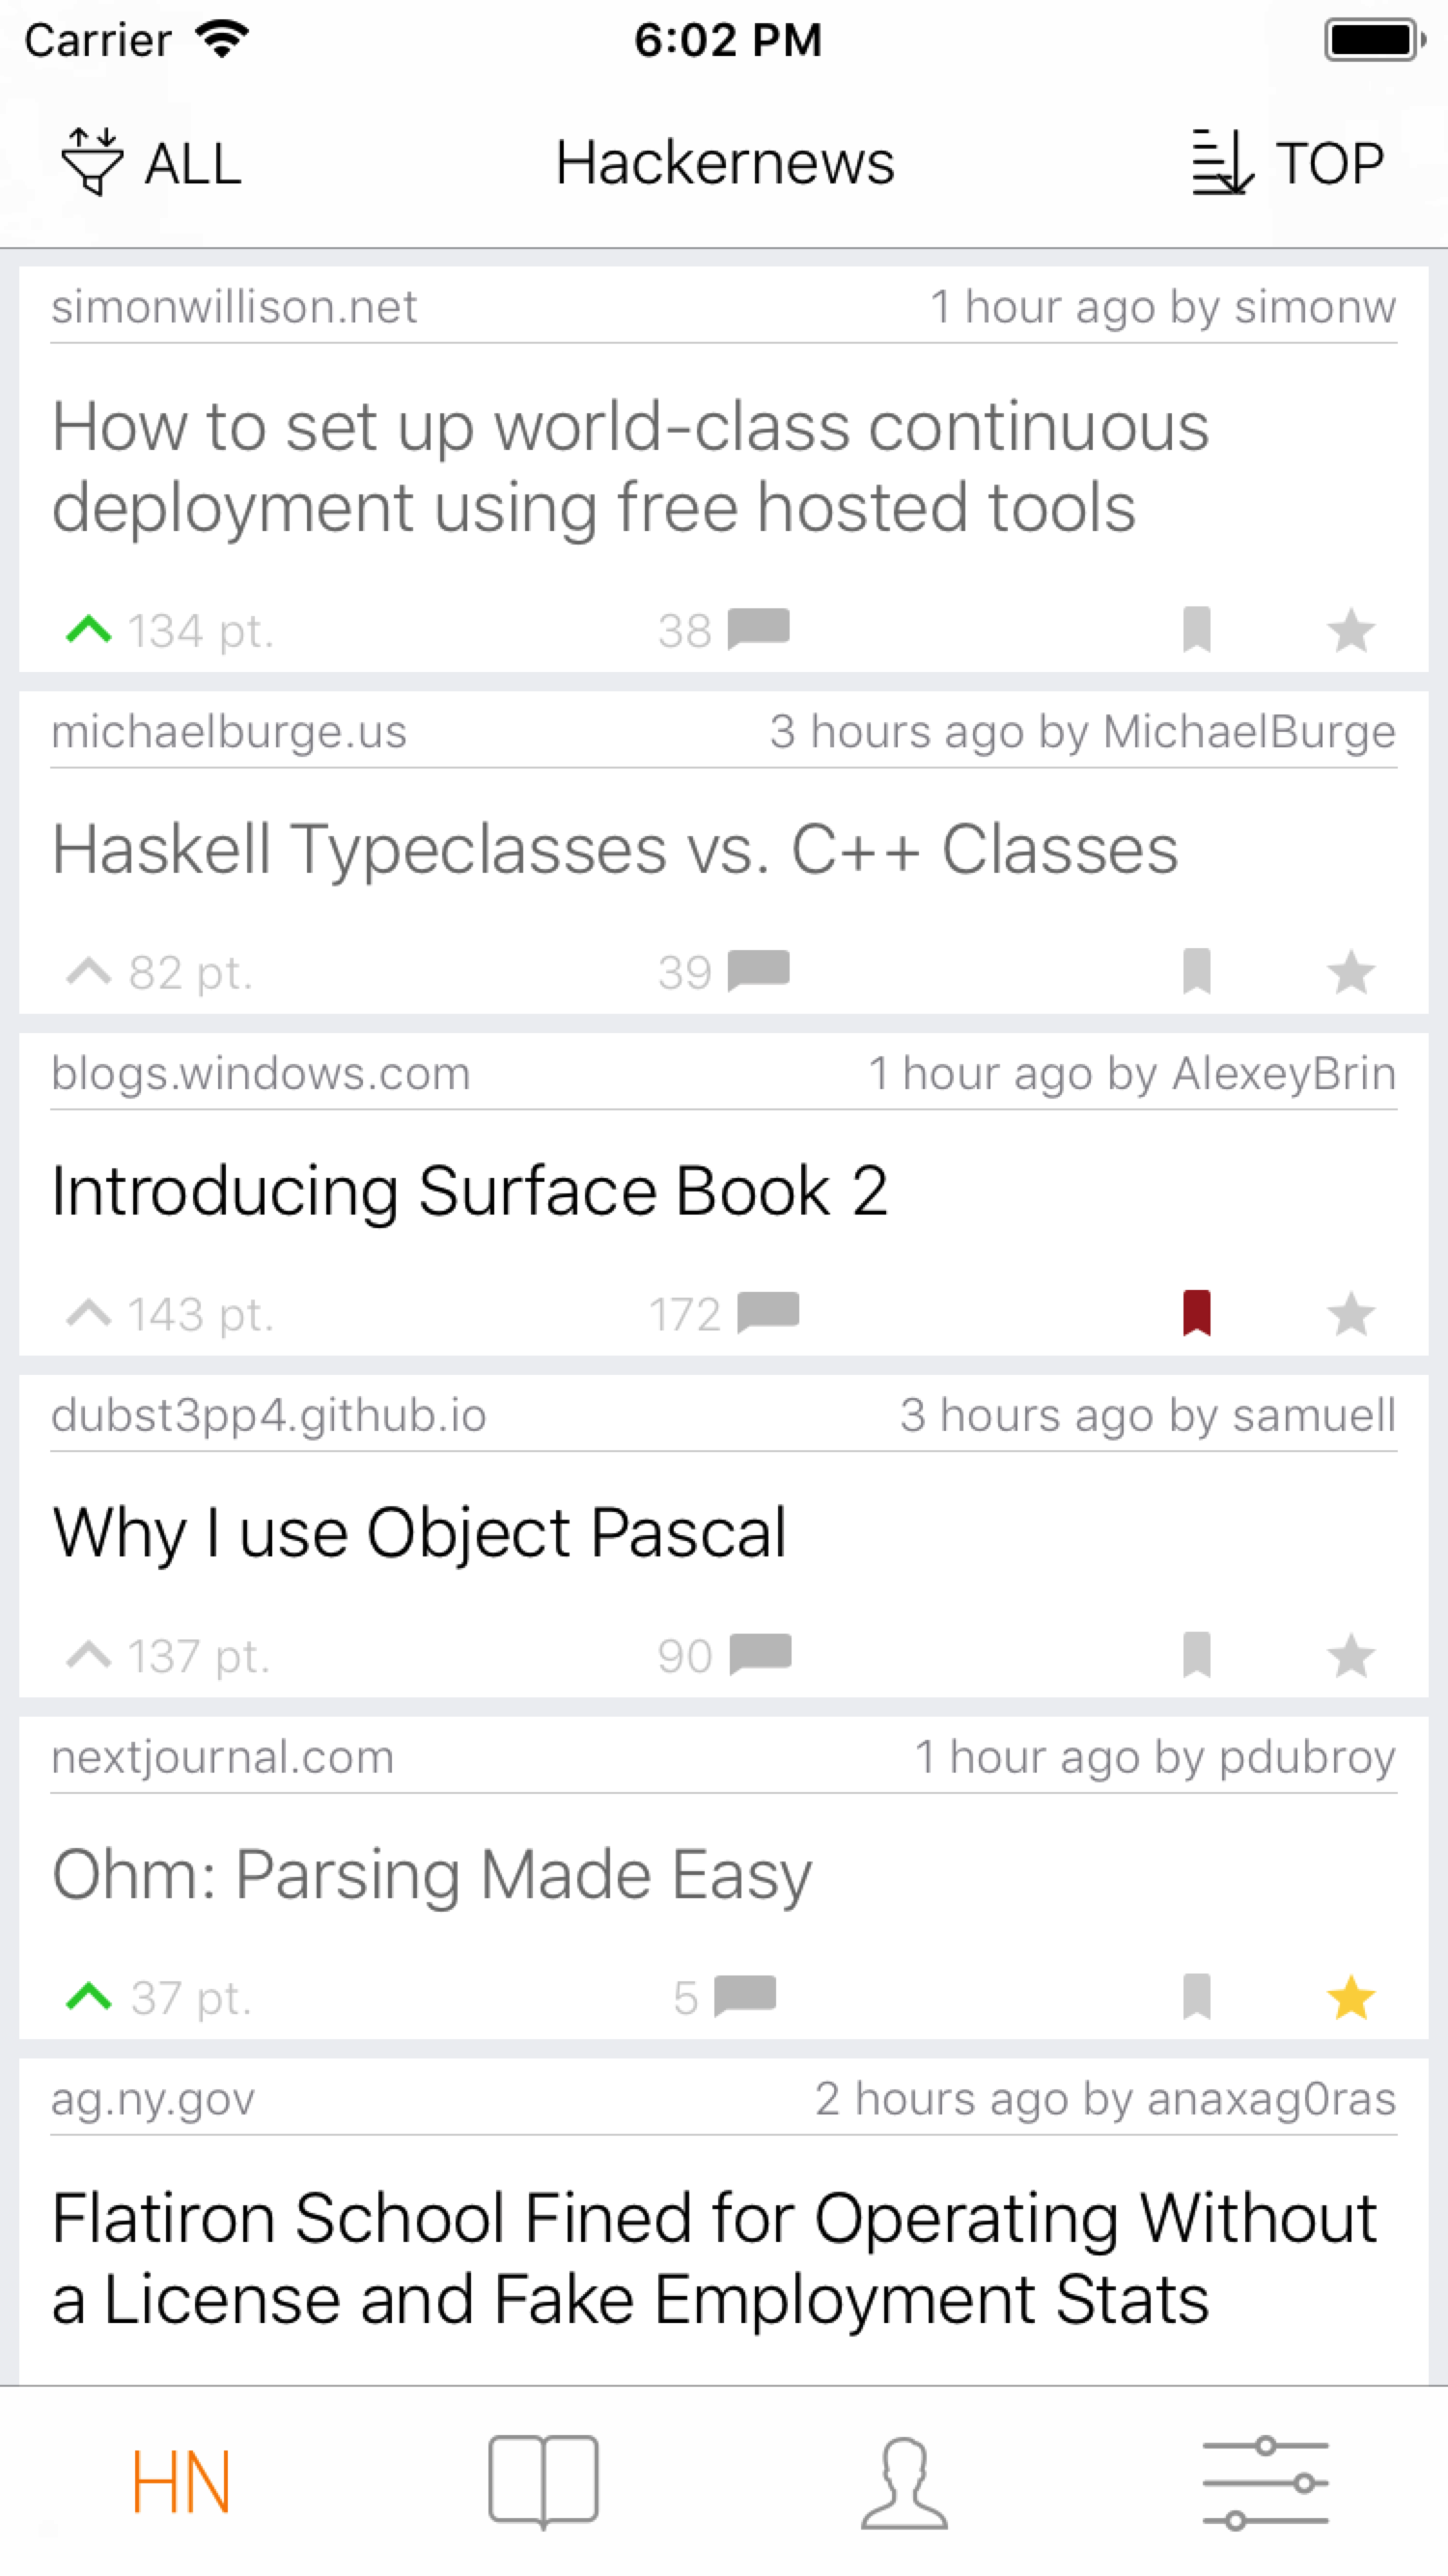 Carrier 6:02 PM
ALL Hackernews TOP
simonwillison.net 1 hour ago by simonw
How to set up world-class continuous
deployment using free hosted tools
134 pt. 38
michaelburge.us 3 hours ago by MichaelBurge
Haskell Typeclasses vs. C++ Classes
82 pt. 39
blogs.windows.com 1 hour ago by AlexeyBrin
Introducing Surface Book 2
143 pt. 172
dubst3pp4.github.io 3 hours ago by samuell
Why I use Object Pascal
137 pt. 90
nextjournal.com 1 hour ago by pdubroy
Ohm: Parsing Made Easy
37 pt. 5
ag.ny.gov 2 hours ago by anaxag0ras
Flatiron School Fined for Operating Without
a License and Fake Employment Stats
HN